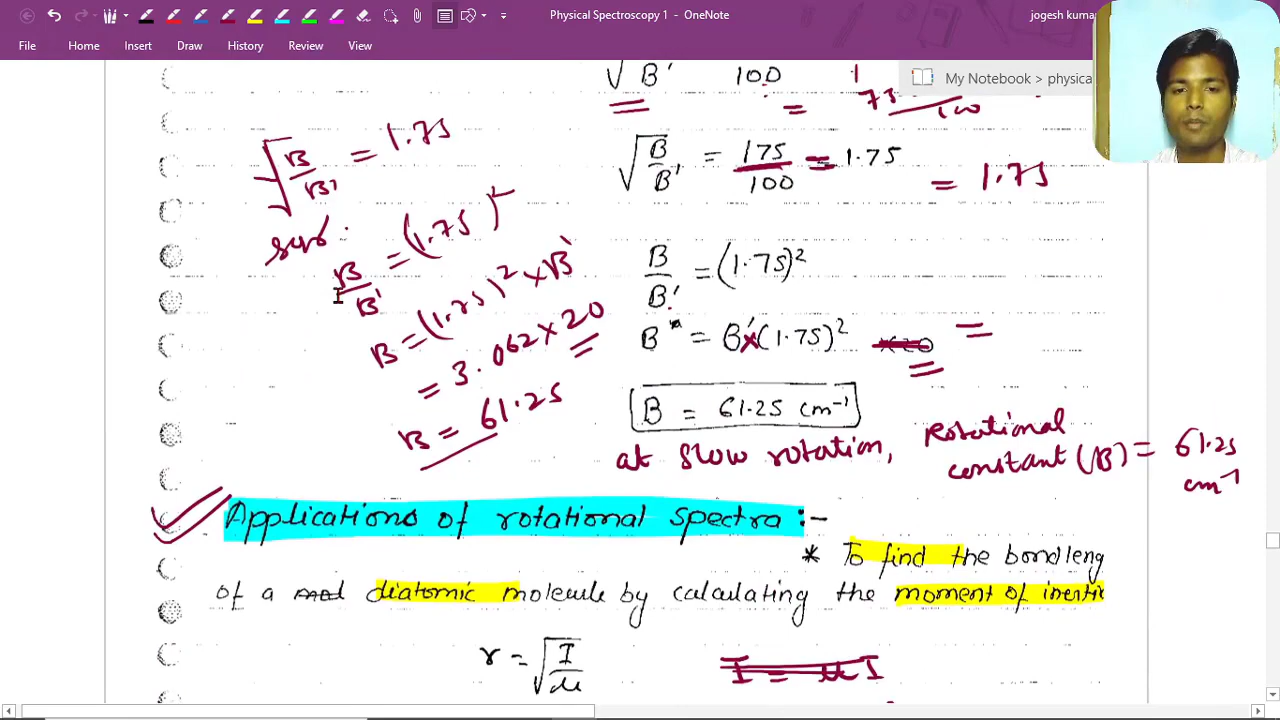 Physical Spectroscopy 1 - OneNote
jogesh kumar
File Home Insert Draw History Review View
My Notebook > physica
√B' 100
√B/B' = 1.75
√B/B' = 175/100 = 1.75
= 1.75
B/B' = (1.75)²
B = (1.75)² × B'
= 3.062 × 20
B = 61.25
B/B' = (1.75)²
B = B' × (1.75)²
B = 61.25 cm⁻¹
at slow rotation, Rotational
constant (B) = 61.25
cm⁻¹
Applications of rotational spectra :-
* To find the bondleng
of a diatomic molecule by calculating the moment of inertia
r = √I/